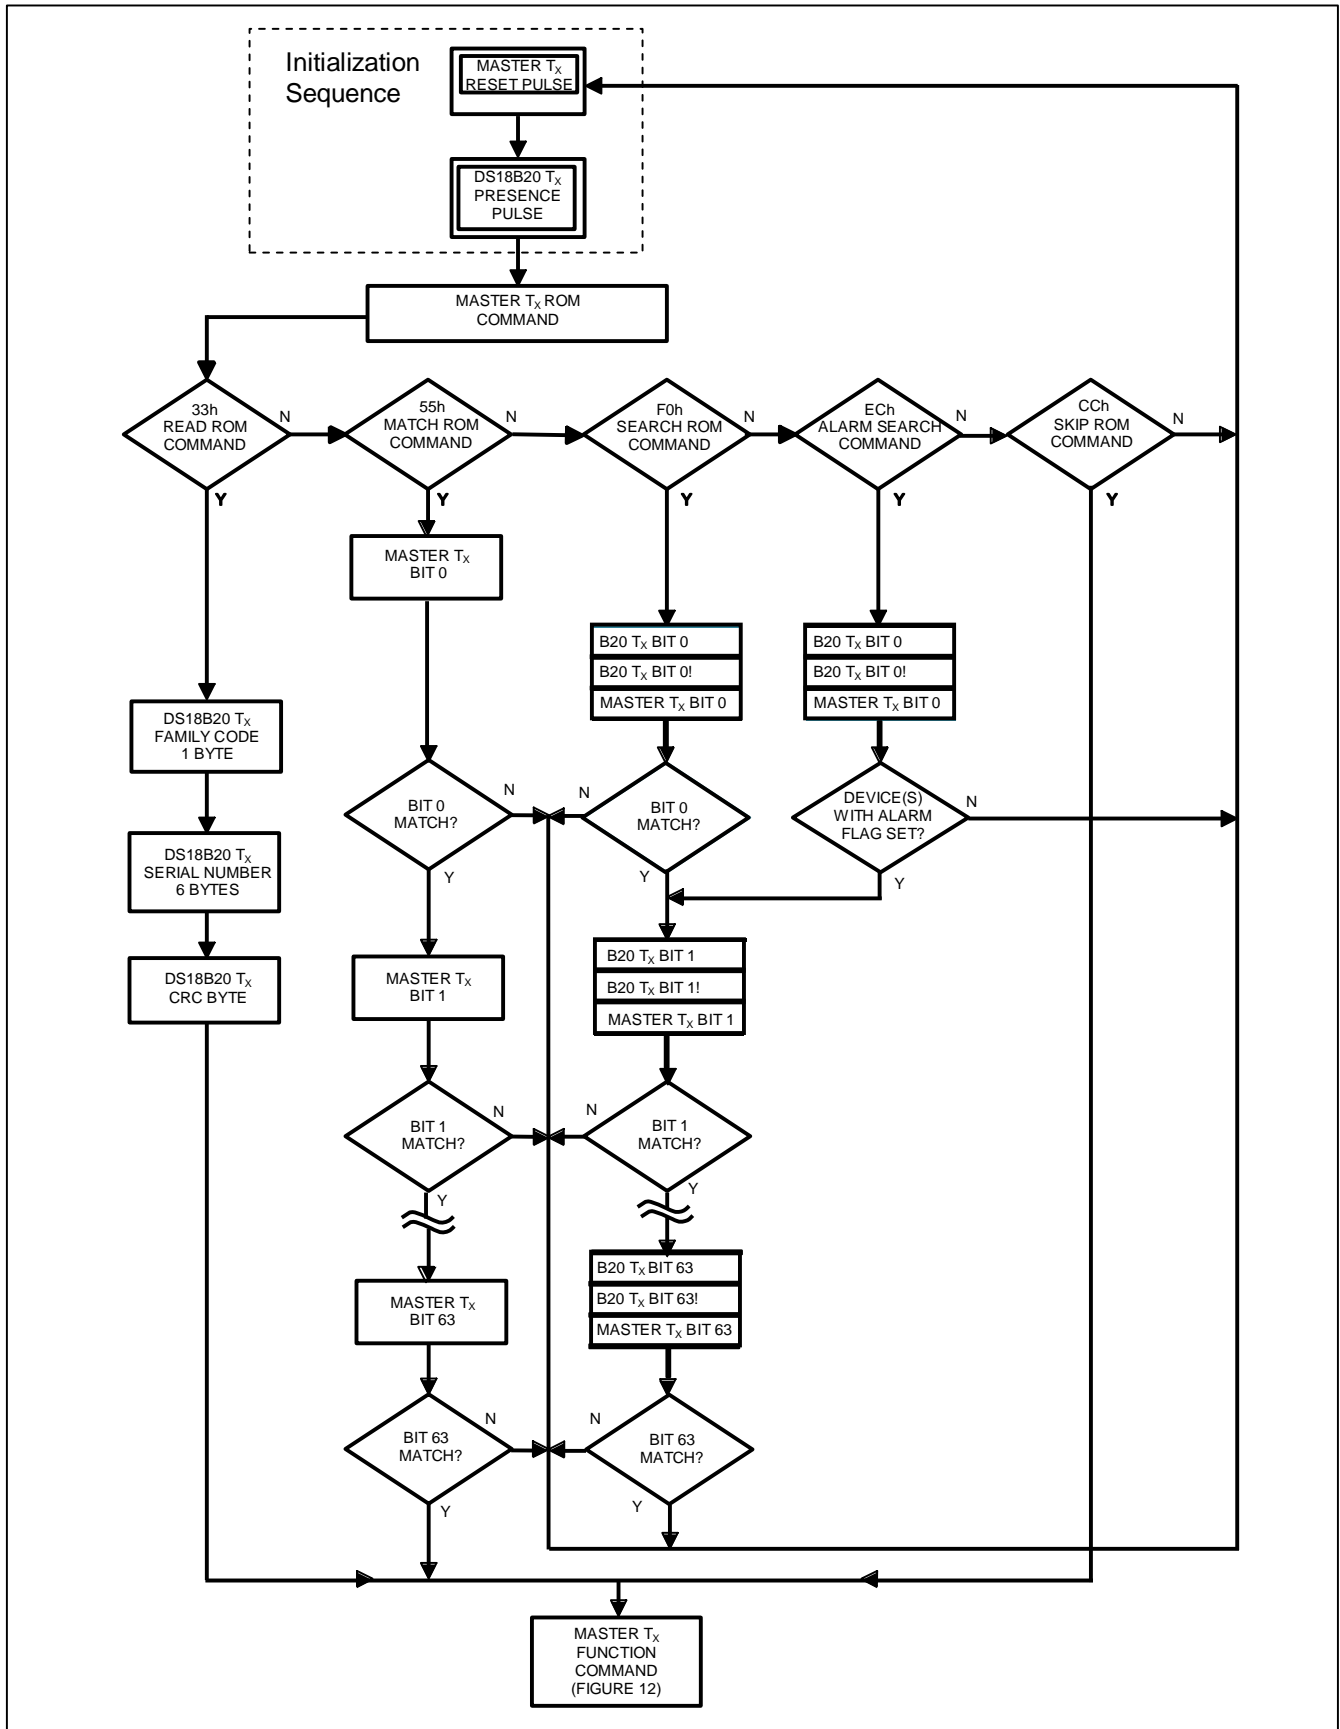 Initialization
Sequence
MASTER TX
RESET PULSE
DS18B20 TX
PRESENCE
PULSE
MASTER TX ROM
COMMAND
33h
READ ROM
COMMAND
N
Y
55h
MATCH ROM
COMMAND
N
Y
F0h
SEARCH ROM
COMMAND
N
Y
ECh
ALARM SEARCH
COMMAND
N
Y
CCh
SKIP ROM
COMMAND
N
Y
MASTER TX
BIT 0
B20 TX BIT 0
B20 TX BIT 0!
MASTER TX BIT 0
B20 TX BIT 0
B20 TX BIT 0!
MASTER TX BIT 0
DS18B20 TX
FAMILY CODE
1 BYTE
BIT 0
MATCH?
N
Y
BIT 0
MATCH?
N
Y
DEVICE(S)
WITH ALARM
FLAG SET?
N
Y
DS18B20 TX
SERIAL NUMBER
6 BYTES
DS18B20 TX
CRC BYTE
MASTER TX
BIT 1
B20 TX BIT 1
B20 TX BIT 1!
MASTER TX BIT 1
BIT 1
MATCH?
N
Y
BIT 1
MATCH?
N
Y
MASTER TX
BIT 63
B20 TX BIT 63
B20 TX BIT 63!
MASTER TX BIT 63
BIT 63
MATCH?
N
Y
BIT 63
MATCH?
N
Y
MASTER TX
FUNCTION
COMMAND
(FIGURE 12)